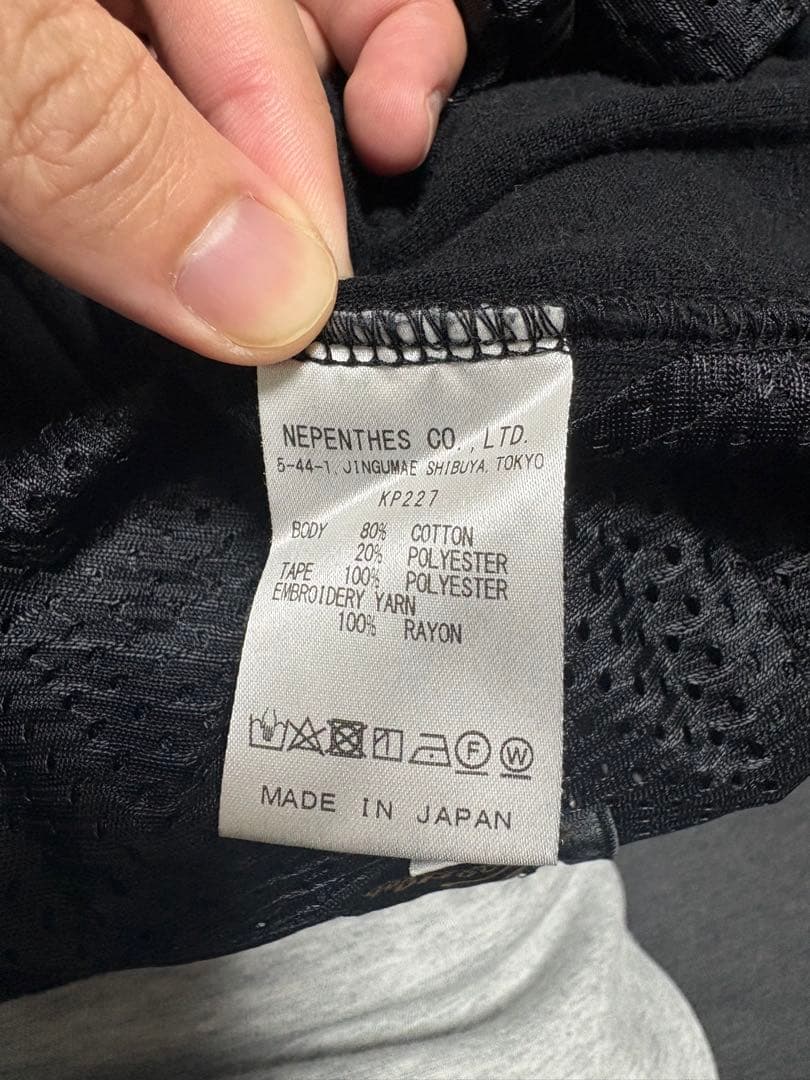 NEPENTHES CO.,LTD.
5-44-1, JINGUMAE SHIBUYA, TOKYO
KP227
BODY 80% COTTON
20% POLYESTER
TAPE 100% POLYESTER
EMBROIDERY YARN
100% RAYON
F W
MADE IN JAPAN